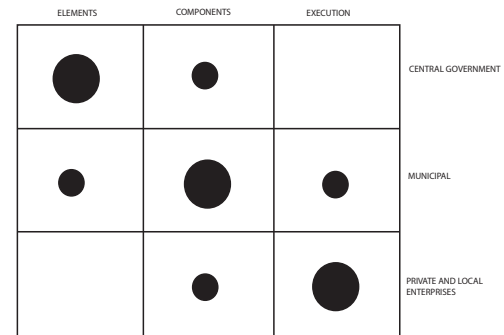 ELEMENTS
COMPONENTS
EXECUTION
CENTRAL GOVERNMENT
MUNICIPAL
PRIVATE AND LOCAL
ENTERPRISES